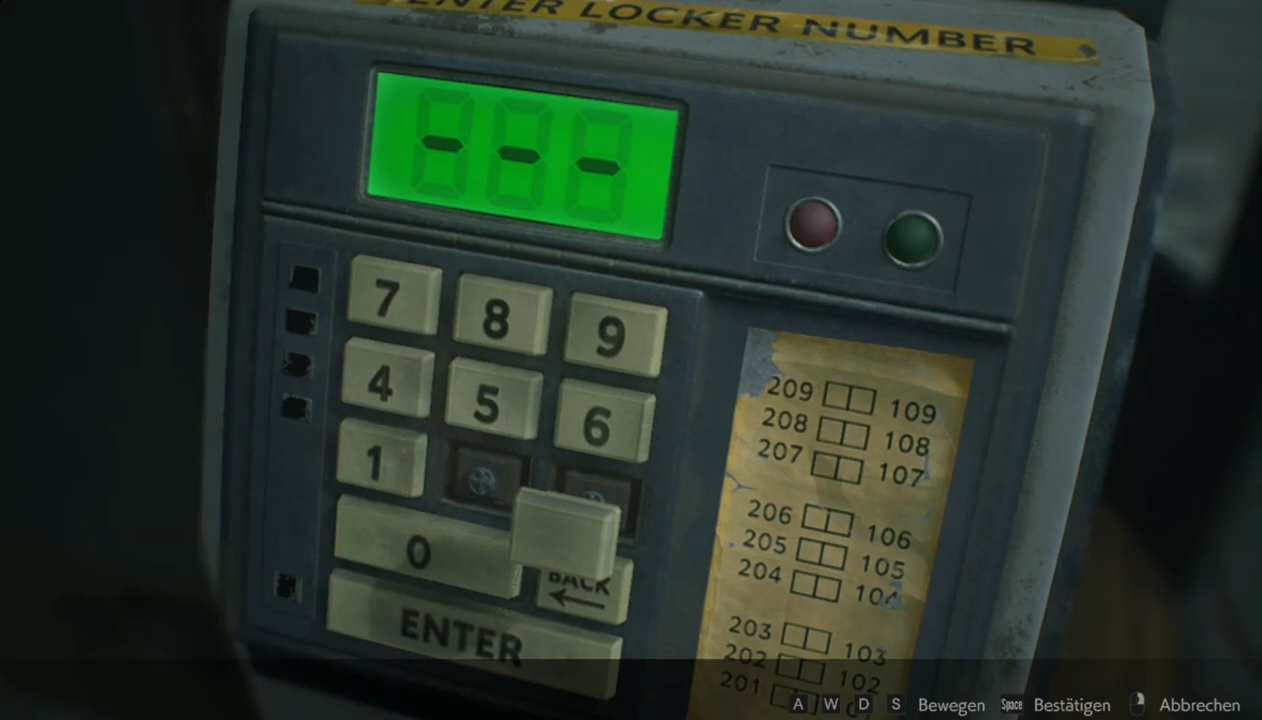 ENTER LOCKER NUMBER
7 8 9
4 5 6
1
0 BACK
ENTER
209 109
208 108
207 107
206 106
205 105
204 104
203 103
202 102
201
A W D S Bewegen Space Bestätigen Abbrechen